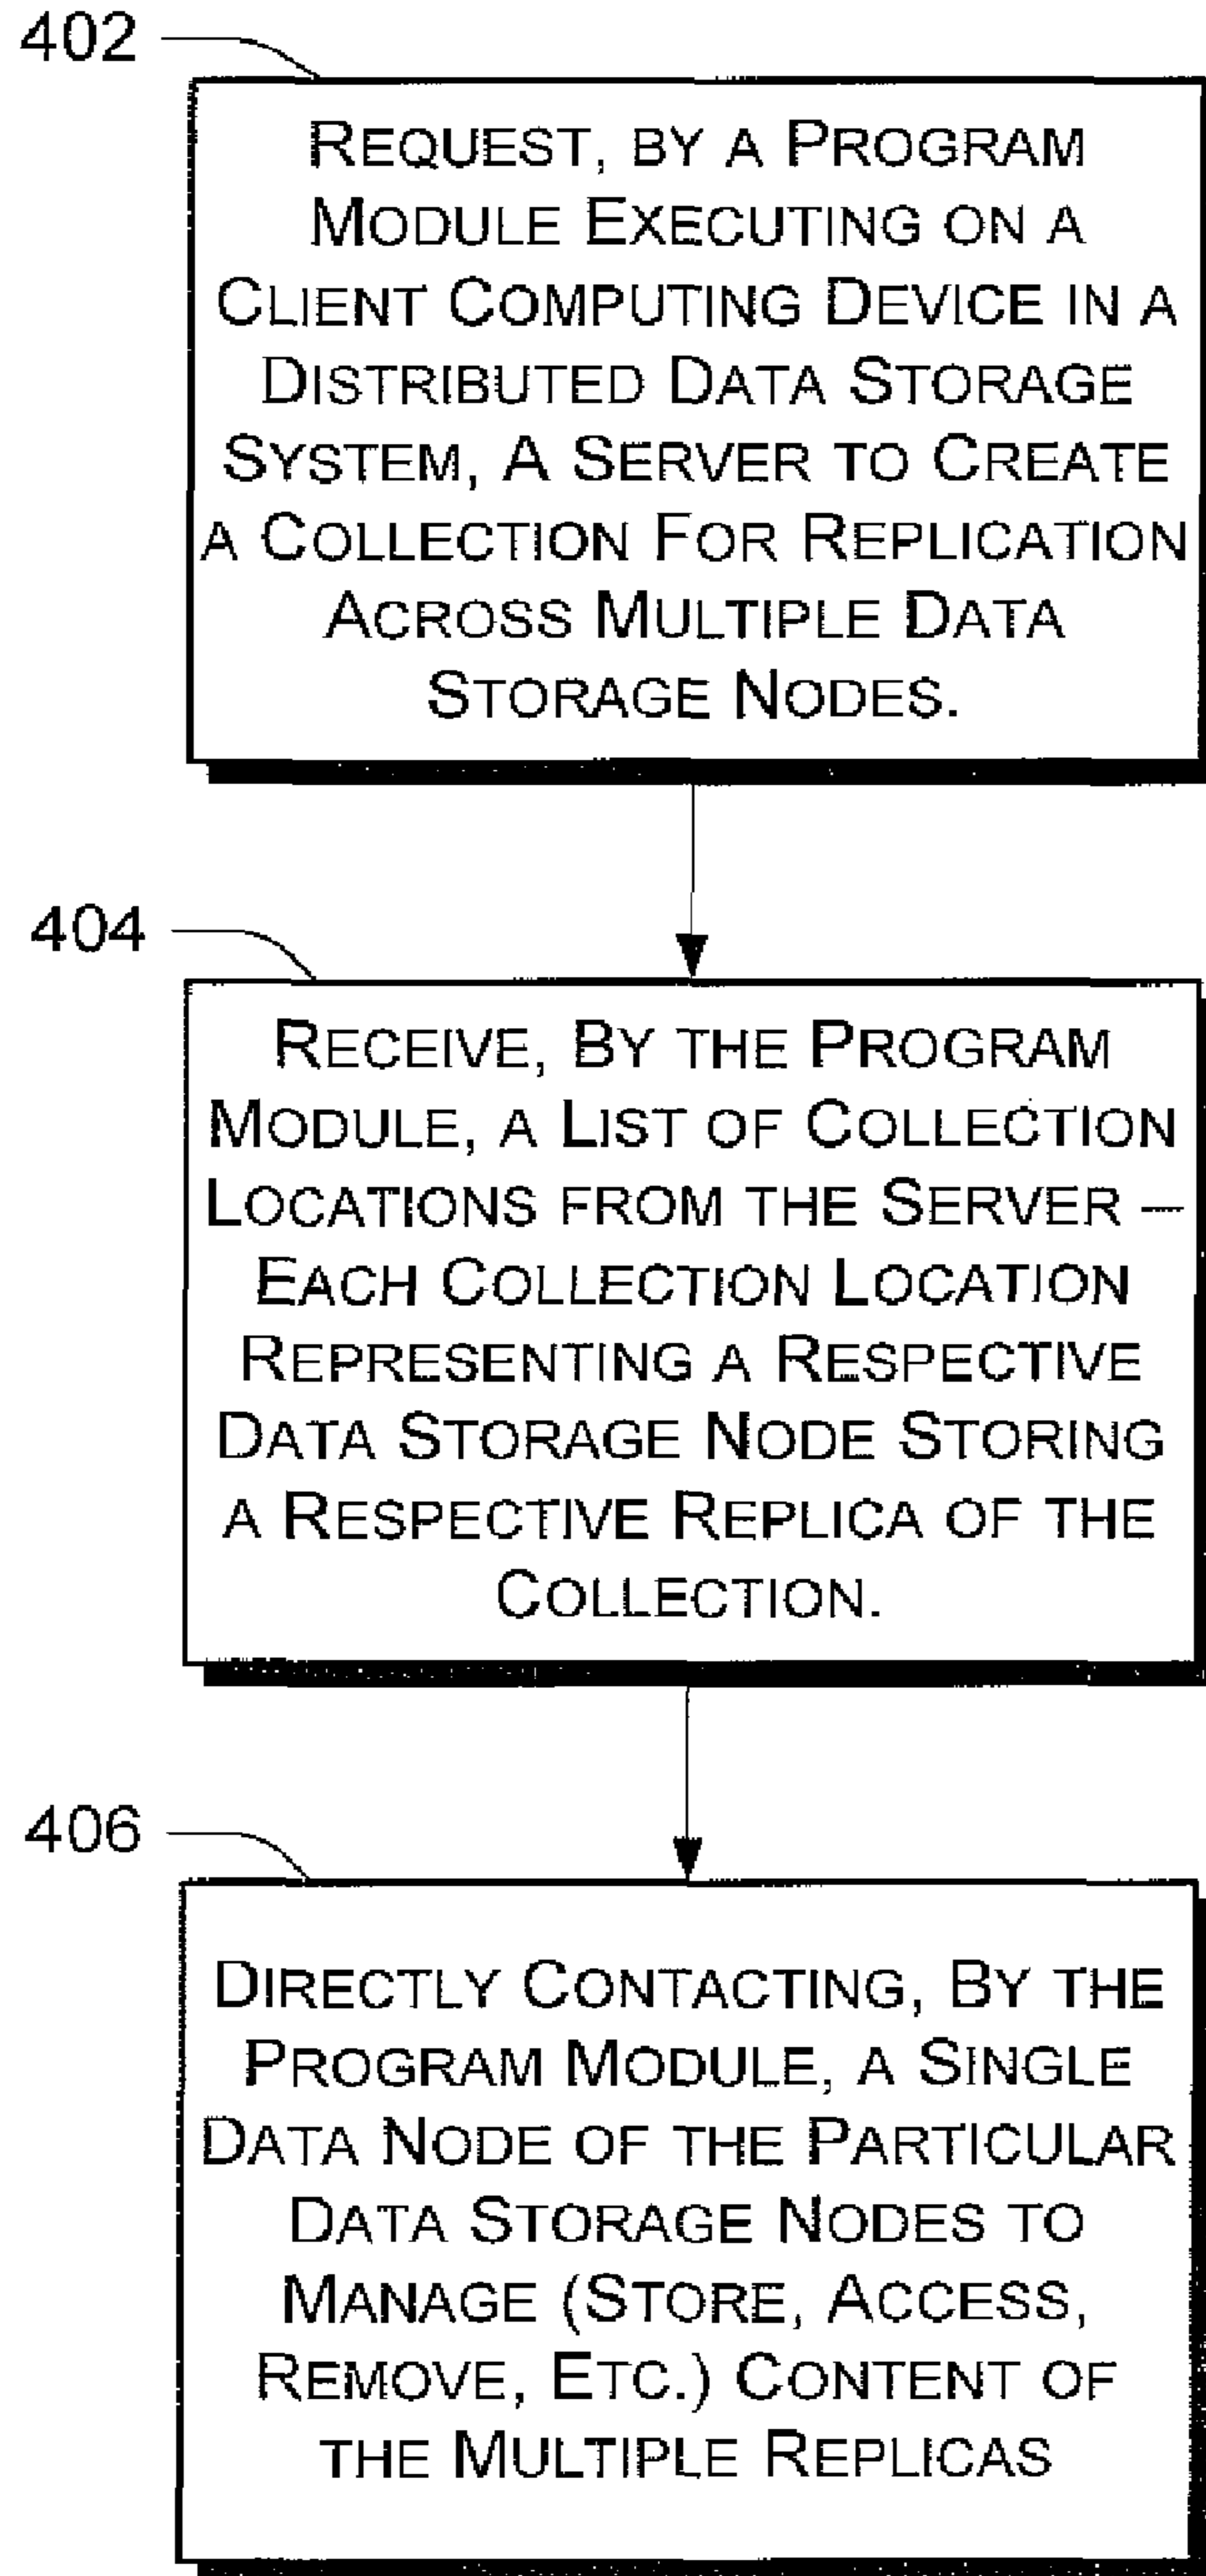 402
REQUEST, BY A PROGRAM
MODULE EXECUTING ON A
CLIENT COMPUTING DEVICE IN A
DISTRIBUTED DATA STORAGE
SYSTEM, A SERVER TO CREATE
A COLLECTION FOR REPLICATION
ACROSS MULTIPLE DATA
STORAGE NODES.
404
RECEIVE, BY THE PROGRAM
MODULE, A LIST OF COLLECTION
LOCATIONS FROM THE SERVER –
EACH COLLECTION LOCATION
REPRESENTING A RESPECTIVE
DATA STORAGE NODE STORING
A RESPECTIVE REPLICA OF THE
COLLECTION.
406
DIRECTLY CONTACTING, BY THE
PROGRAM MODULE, A SINGLE
DATA NODE OF THE PARTICULAR
DATA STORAGE NODES TO
MANAGE (STORE, ACCESS,
REMOVE, ETC.) CONTENT OF
THE MULTIPLE REPLICAS